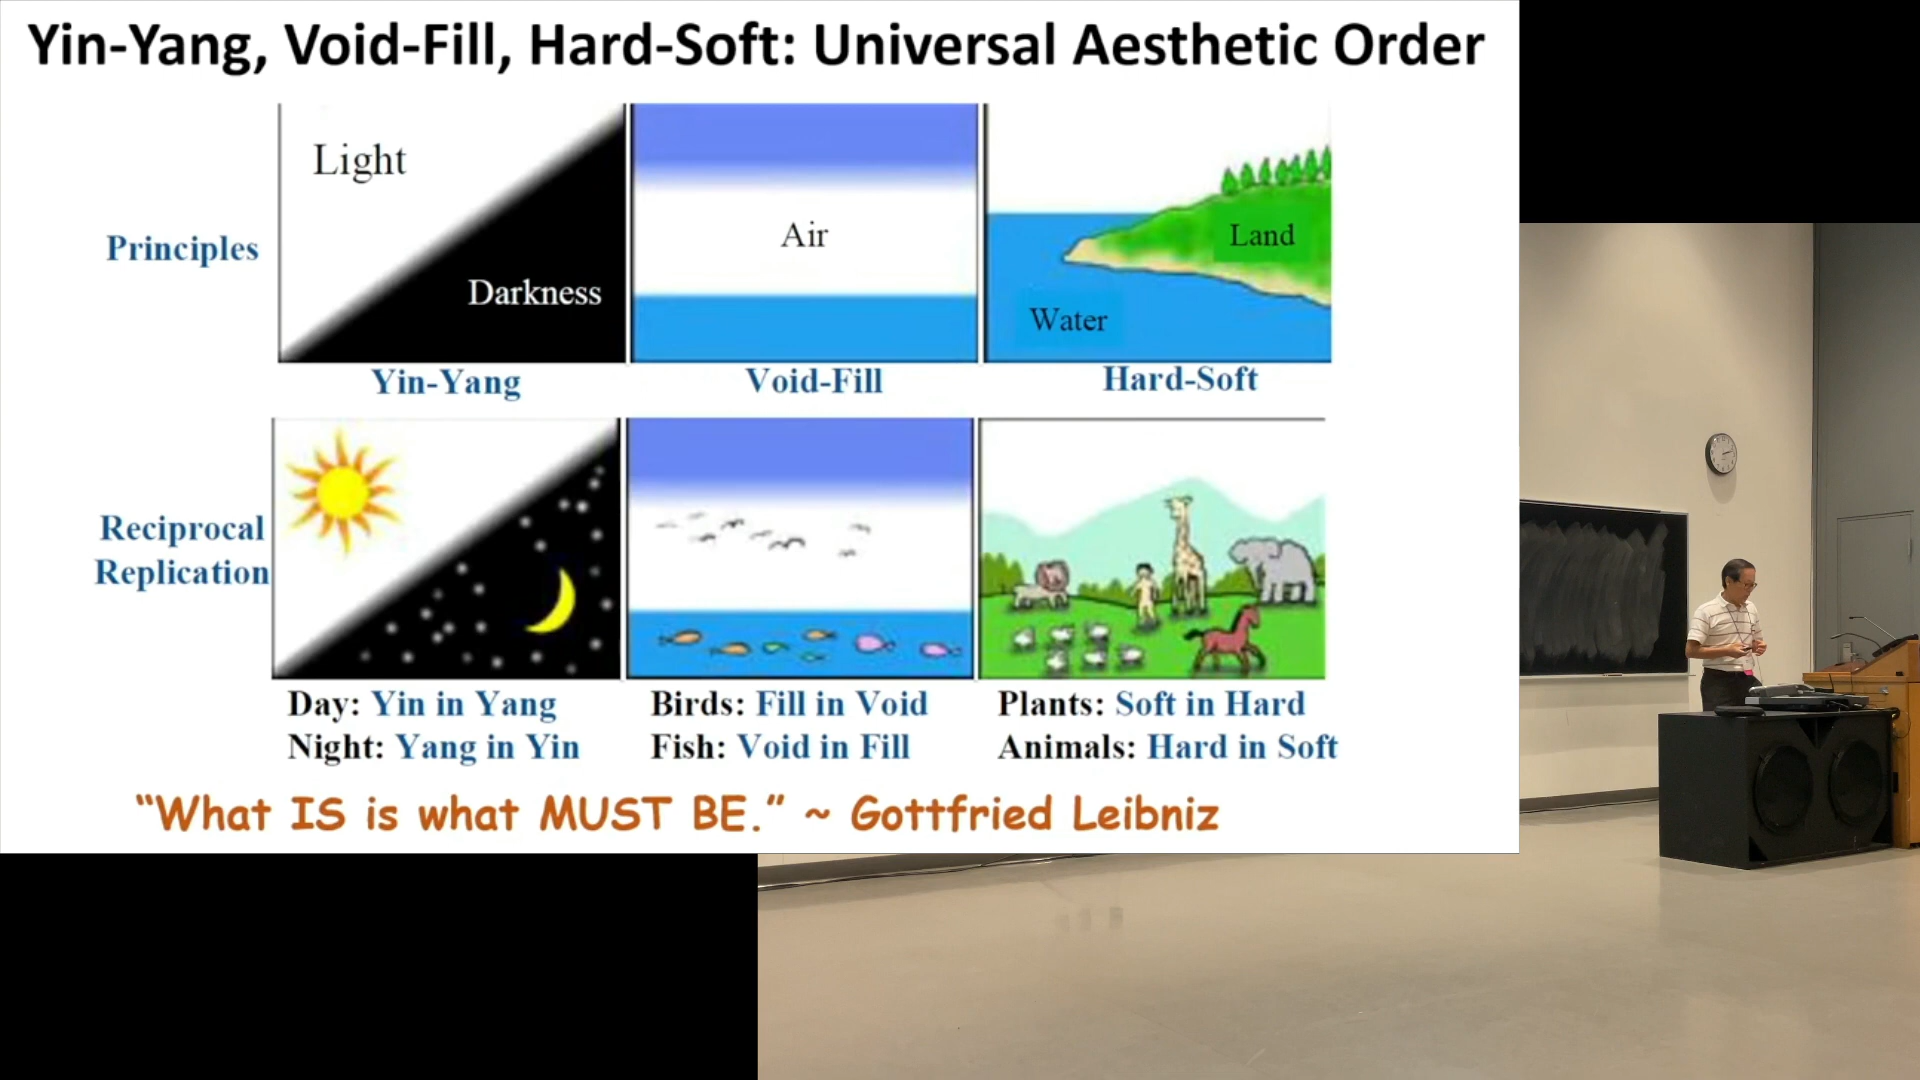 Yin-Yang, Void-Fill, Hard-Soft: Universal Aesthetic Order
Principles
Light
Darkness
Air
Land
Water
Yin-Yang
Void-Fill
Hard-Soft
Reciprocal
Replication
Day: Yin in Yang
Night: Yang in Yin
Birds: Fill in Void
Fish: Void in Fill
Plants: Soft in Hard
Animals: Hard in Soft
“What IS is what MUST BE.” ~ Gottfried Leibniz